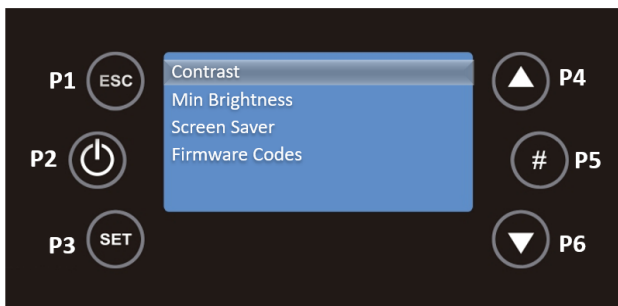 P1 ESC
Contrast
Min Brightness
Screen Saver
Firmware Codes
P4
P2
# P5
P3 SET
P6